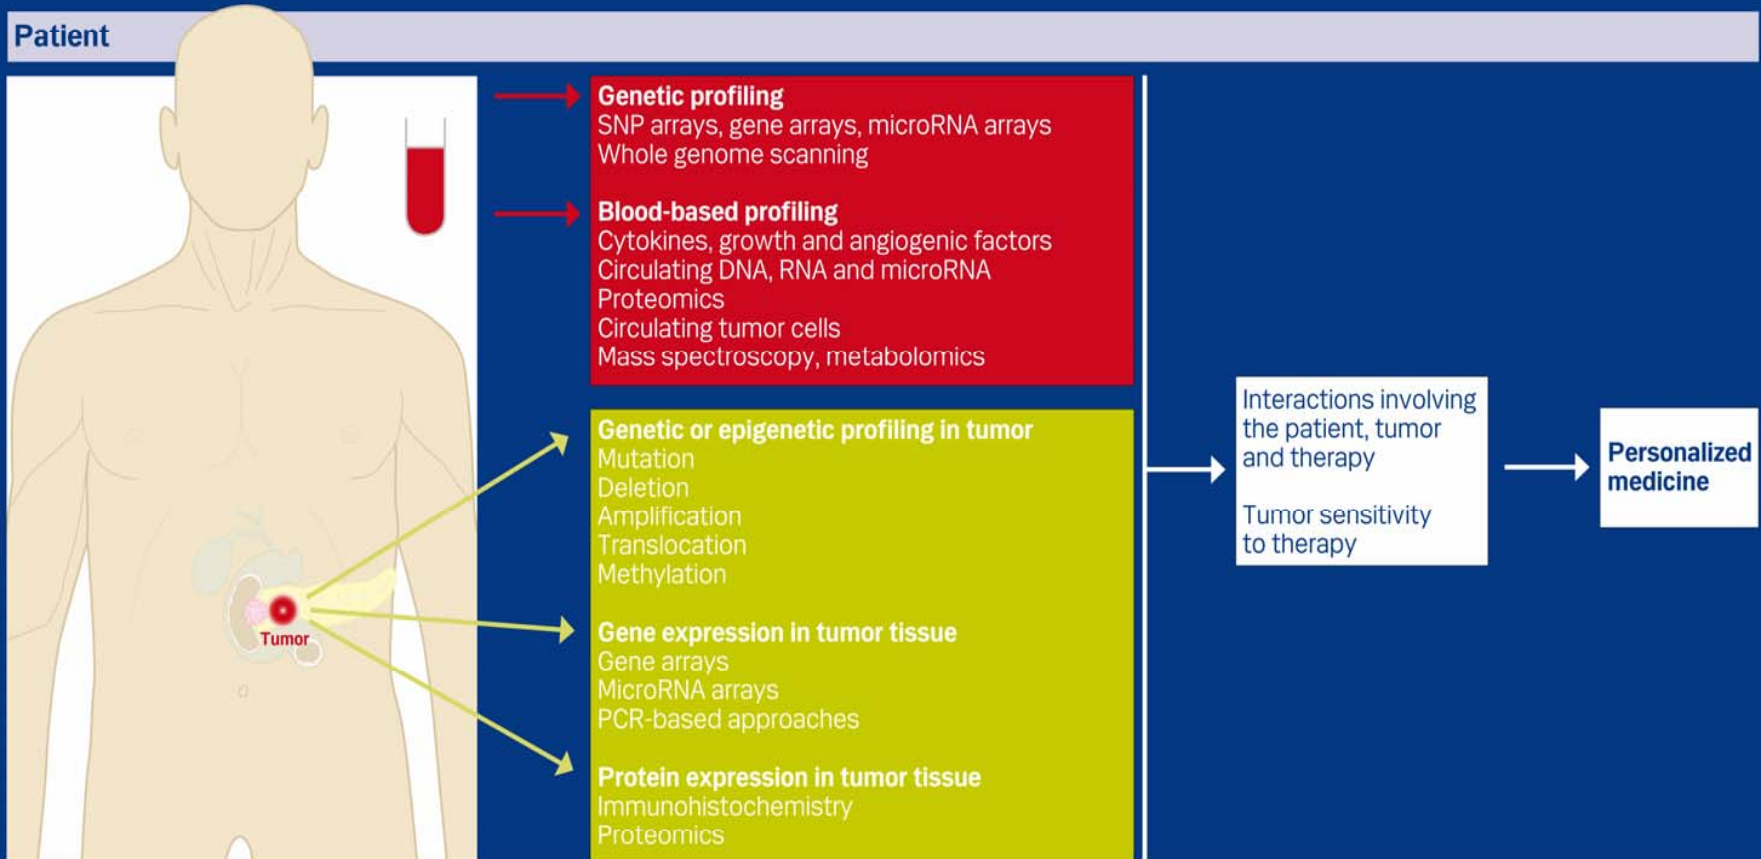 Patient
Genetic profiling
SNP arrays, gene arrays, microRNA arrays
Whole genome scanning
Blood-based profiling
Cytokines, growth and angiogenic factors
Circulating DNA, RNA and microRNA
Proteomics
Circulating tumor cells
Mass spectroscopy, metabolomics
Genetic or epigenetic profiling in tumor
Mutation
Deletion
Amplification
Translocation
Methylation
Gene expression in tumor tissue
Gene arrays
MicroRNA arrays
PCR-based approaches
Protein expression in tumor tissue
Immunohistochemistry
Proteomics
Tumor
Interactions involving
the patient, tumor
and therapy
Tumor sensitivity
to therapy
Personalized
medicine